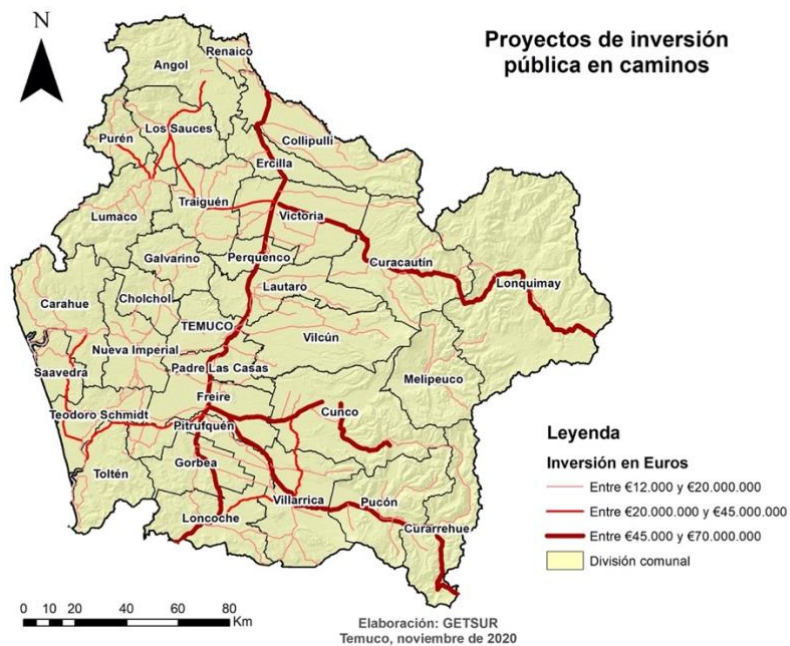 N
Proyectos de inversión
pública en caminos
Renaico
Angol
Los Sauces
Purén
Collipulli
Ercilla
Lumaco
Traiguén
Victoria
Galvarino
Perquenco
Curacautín
Lonquimay
Lautaro
Carahue
Cholchol
TEMUCO
Vilcún
Nueva Imperial
Saavedra
Padre Las Casas
Melipeuco
Freire
Teodoro Schmidt
Pitrufquén
Cunco
Toltén
Gorbea
Villarrica
Pucón
Loncoche
Curarrehue
Leyenda
Inversión en Euros
Entre €12.000 y €20.000.000
Entre €20.000.000 y €45.000.000
Entre €45.000 y €70.000.000
División comunal
0 10 20 40 60 80
Km
Elaboración: GETSUR
Temuco, noviembre de 2020